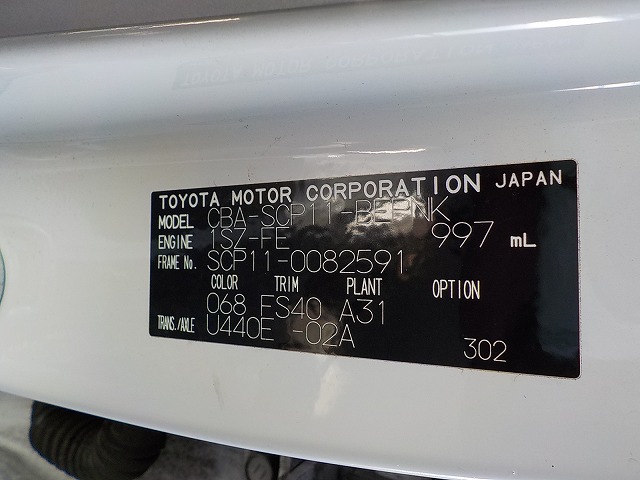 TOYOTA MOTOR CORPORATION JAPAN
MODEL CBA-SCP11-BEPNK
ENGINE 1SZ-FE 997 mL
FRAME No. SCP11-0082591
COLOR TRIM PLANT OPTION
068 FS40 A31
TRANS./AXLE U440E -02A
302